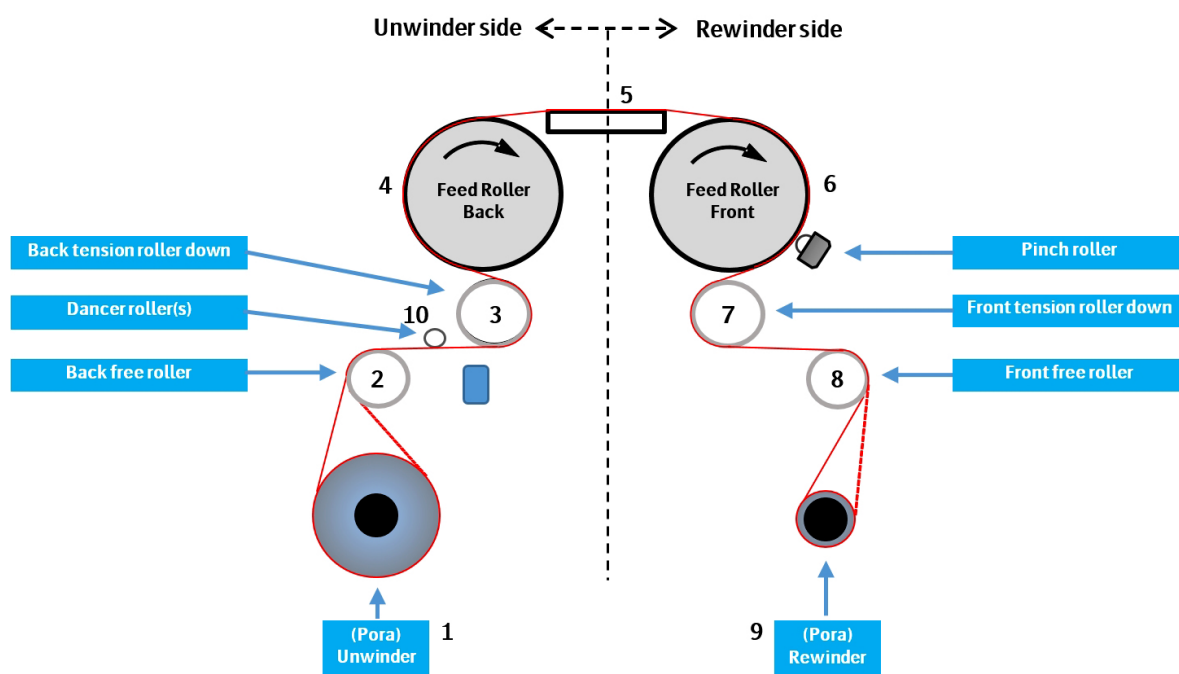 Unwinder side
Rewinder side
5
4
Feed Roller
Back
Feed Roller
Front
6
Back tension roller down
Pinch roller
Dancer roller(s)
10
3
7
Front tension roller down
Back free roller
2
8
Front free roller
(Pora)
Unwinder
1
9
(Pora)
Rewinder